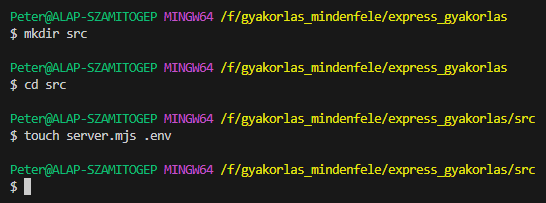 Peter@ALAP-SZAMITOGEP MINGW64 /f/gyakorlas_mindenfele/express_gyakorlas
$ mkdir src
Peter@ALAP-SZAMITOGEP MINGW64 /f/gyakorlas_mindenfele/express_gyakorlas
$ cd src
Peter@ALAP-SZAMITOGEP MINGW64 /f/gyakorlas_mindenfele/express_gyakorlas/src
$ touch server.mjs .env
Peter@ALAP-SZAMITOGEP MINGW64 /f/gyakorlas_mindenfele/express_gyakorlas/src
$